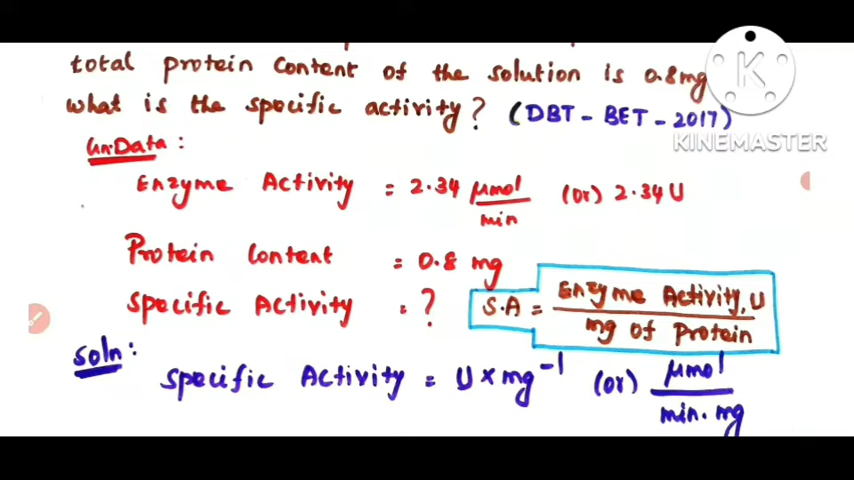 total protein content of the solution is 0.8mg
what is the specific activity? (DBT - BET - 2017)
K
KINEMASTER
Gn. Data :
Enzyme Activity = 2.34 μmol/min (or) 2.34 U
Protein Content = 0.8 mg
Specific Activity = ?
S.A = Enzyme Activity, U / mg of protein
Soln :
Specific Activity = U × mg⁻¹ (or) μmol / min. mg